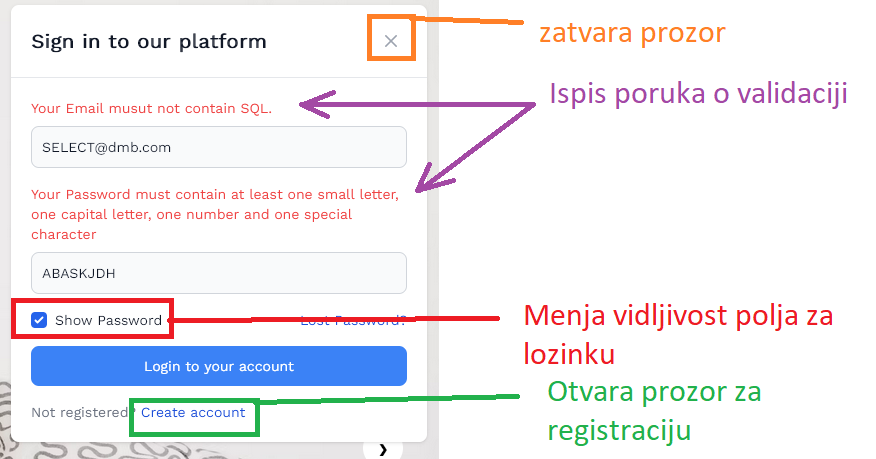 Sign in to our platform
zatvara prozor
Your Email musut not contain SQL.
Ispis poruka o validaciji
SELECT@dmb.com
Your Password must contain at least one small letter,
one capital letter, one number and one special
character
ABASKJDH
Show Password
Lost Password?
Menja vidljivost polja za
lozinku
Login to your account
Not registered? Create account
Otvara prozor za
registraciju